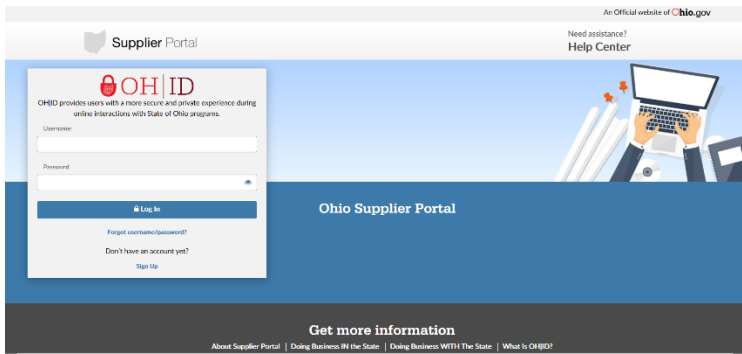 An Official website of Ohio.gov
Supplier Portal
Need assistance?
Help Center
OH|ID
OH|ID provides users with a more secure and private experience during
online interactions with State of Ohio programs.
Username
Password
Log In
Forgot username/password?
Don't have an account yet?
Sign Up
Ohio Supplier Portal
Get more information
About Supplier Portal | Doing Business IN the State | Doing Business WITH The State | What Is OH|ID?